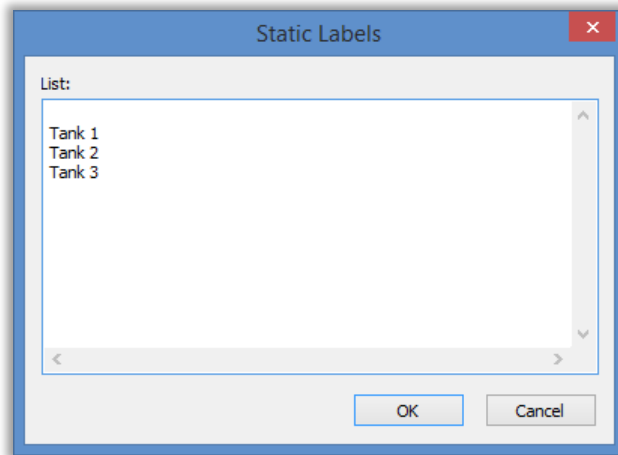 Static Labels
List:
Tank 1
Tank 2
Tank 3
OK
Cancel